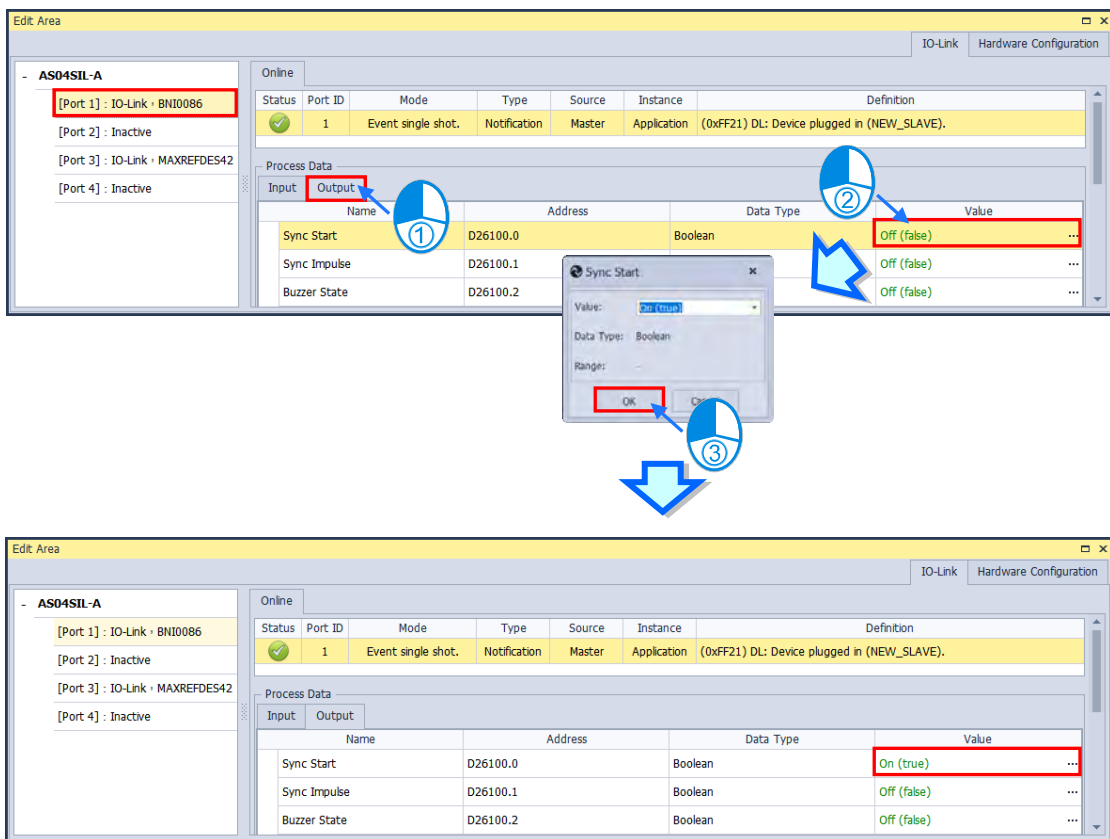 Edit Area
IO-Link Hardware Configuration
- AS04SIL-A
[Port 1] : IO-Link , BNI0086
[Port 2] : Inactive
[Port 3] : IO-Link , MAXREFDES42
[Port 4] : Inactive
Online
Status Port ID Mode Type Source Instance Definition
1 Event single shot. Notification Master Application (0xFF21) DL: Device plugged in (NEW_SLAVE).
Process Data
Input Output
Name Address Data Type Value
Sync Start D26100.0 Boolean Off (false) ...
Sync Impulse D26100.1 Off (false) ...
Buzzer State D26100.2 Off (false) ...
①
②
Sync Start
Value: On (true)
Data Type: Boolean
Range: -
OK
③
Edit Area
IO-Link Hardware Configuration
- AS04SIL-A
[Port 1] : IO-Link , BNI0086
[Port 2] : Inactive
[Port 3] : IO-Link , MAXREFDES42
[Port 4] : Inactive
Online
Status Port ID Mode Type Source Instance Definition
1 Event single shot. Notification Master Application (0xFF21) DL: Device plugged in (NEW_SLAVE).
Process Data
Input Output
Name Address Data Type Value
Sync Start D26100.0 Boolean On (true) ...
Sync Impulse D26100.1 Boolean Off (false) ...
Buzzer State D26100.2 Boolean Off (false) ...